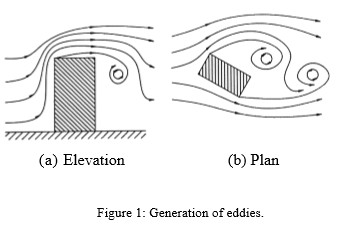 (a) Elevation
(b) Plan
Figure 1: Generation of eddies.